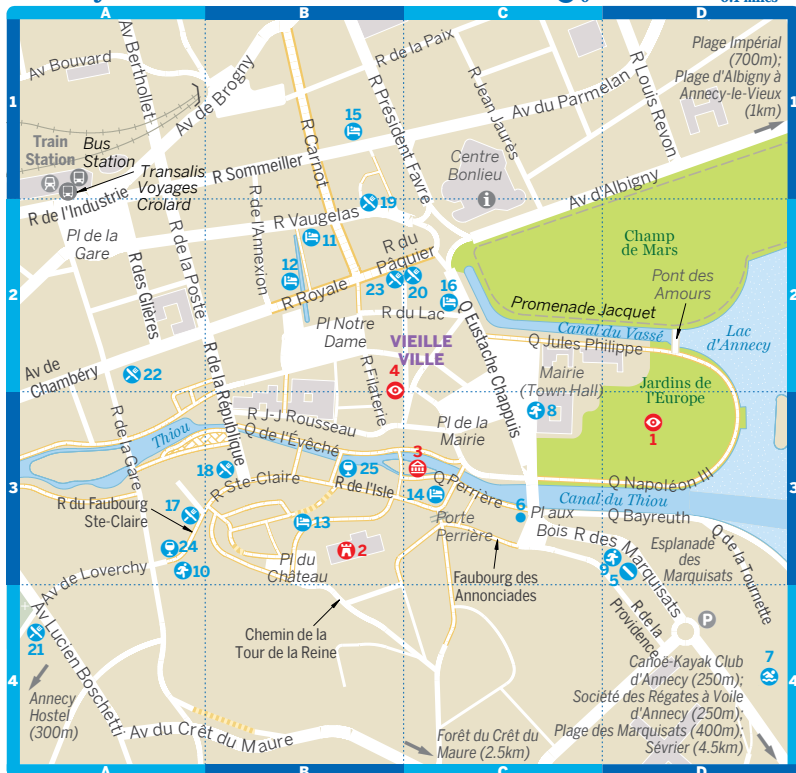 A
B
C
D
1
Av Bouvard
Av Berthollet
Av de Brogny
R de la Paix
R Président Favre
R Jean Jaurès
Av du Parmélan
R Louis Revon
Plage Impérial
(700m);
Plage d'Albigny à
Annecy-le-Vieux
(1km)
1
Train
Station
Bus
Station
Transalis
Voyages
Crolard
15
R Carnot
R Sommeiller
Centre
Bonlieu
Av d'Albigny
R de l'Industrie
19
R Vaugelas
R de l'Annexion
11
12
Pl de la
Gare
R de la Poste
R des Glières
2
R du
Pâquier
R Royale
23
20
16
R du Lac
Champ
de Mars
Pont des
Amours
Promenade Jacquet
Canal du Vassé
Q Jules Philippe
Lac
d'Annecy
2
Pl Notre
Dame
VIEILLE
VILLE
4
R Filaterie
Q Eustache Chappuis
Mairie
(Town Hall)
8
Jardins de
l'Europe
1
Av de
Chambéry
22
R de la République
R J-J Rousseau
Q de l'Évêché
Pl de la
Mairie
Thiou
R de la Gare
3
18
R Ste-Claire
25
3
R de l'Isle
14
Q Perrière
6
Q Napoléon III
Canal du Thiou
Q Bayreuth
3
R du Faubourg
Ste-Claire
17
13
Porte
Perrière
Pl aux
Bois
R des Marquisats
Esplanade
des
Marquisats
Q de la Tournette
24
10
2
Pl du
Château
Faubourg des
Annonciades
9
5
Av de Loverchy
Chemin de la
Tour de la Reine
R de la
Providence
P
21
Av Lucien Boschetti
4
Annecy
Hostel
(300m)
Av du Crêt du Maure
Forêt du Crêt du
Maure (2.5km)
Canoë-Kayak Club
d'Annecy (250m);
Société des Régates à Voile
d'Annecy (250m);
Plage des Marquisats (400m);
Sévrier (4.5km)
7
4
A
B
C
D